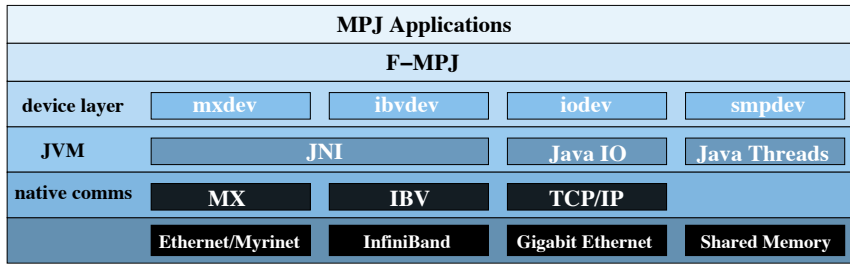 MPJ Applications
F−MPJ
device layer mxdev ibvdev iodev smpdev
JVM JNI Java IO Java Threads
native comms MX IBV TCP/IP
Ethernet/Myrinet InfiniBand Gigabit Ethernet Shared Memory